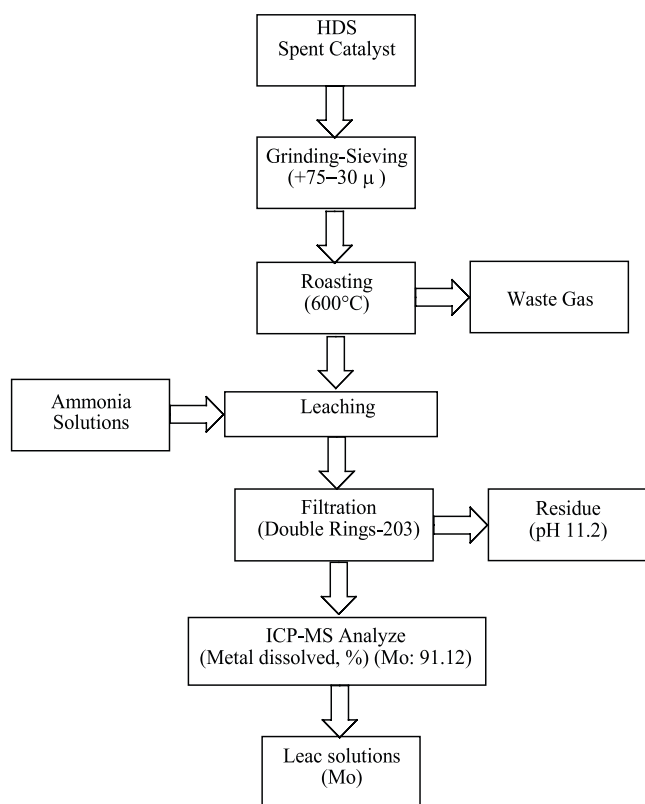 HDS
Spent Catalyst
Grinding-Sieving
(+75–30 μ )
Roasting
(600°C)
Waste Gas
Ammonia
Solutions
Leaching
Filtration
(Double Rings-203)
Residue
(pH 11.2)
ICP-MS Analyze
(Metal dissolved, %) (Mo: 91.12)
Leac solutions
(Mo)